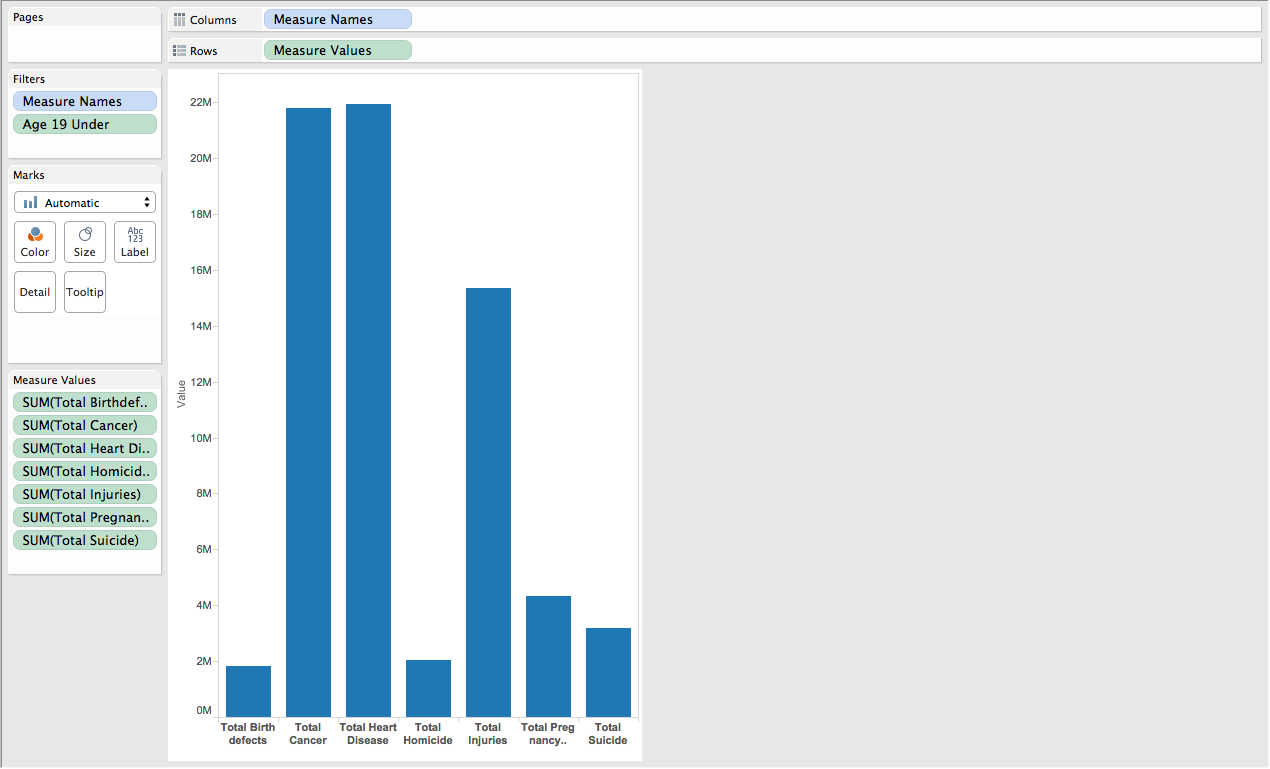 Pages
Columns
Measure Names
Rows
Measure Values
Filters
Measure Names
Age 19 Under
Marks
Automatic
Color
Size
Abc
123
Label
Detail
Tooltip
Measure Values
SUM(Total Birthdef..
SUM(Total Cancer)
SUM(Total Heart Di..
SUM(Total Homicid..
SUM(Total Injuries)
SUM(Total Pregnan..
SUM(Total Suicide)
Value
22M
20M
18M
16M
14M
12M
10M
8M
6M
4M
2M
0M
Total Birth
defects
Total
Cancer
Total Heart
Disease
Total
Homicide
Total
Injuries
Total Preg
nancy..
Total
Suicide